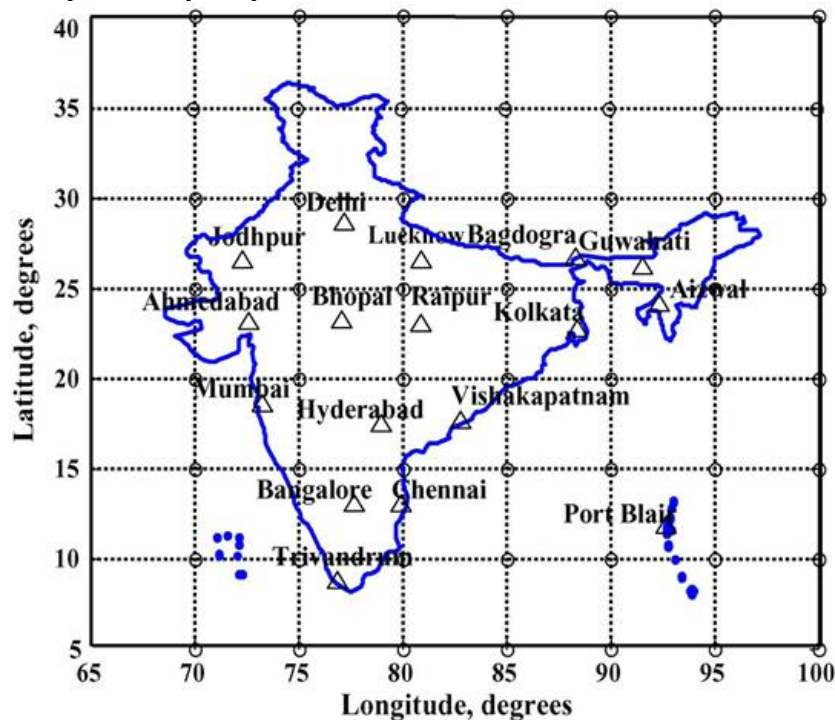 40
35
30
25
20
15
10
5
Latitude, degrees
Delhi
Jodhpur
Lucknow
Bagdogra
Guwahati
Ahmedabad
Bhopal
Raipur
Kolkata
Aizwal
Mumbai
Hyderabad
Vishakapatnam
Bangalore
Chennai
Port Blair
Trivandrum
65 70 75 80 85 90 95 100
Longitude, degrees